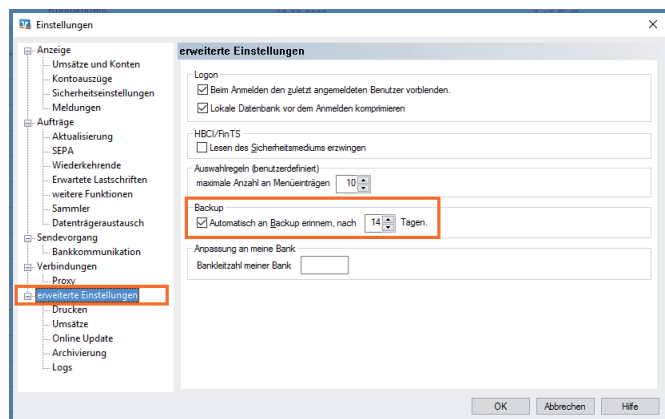 Einstellungen
Anzeige
Umsätze und Konten
Kontoauszüge
Sicherheitseinstellungen
Meldungen
Aufträge
Aktualisierung
SEPA
Wiederkehrende
Erwartete Lastschriften
weitere Funktionen
Sammler
Datenträgeraustausch
Sendevorgang
Bankkommunikation
Verbindungen
Proxy
erweiterte Einstellungen
Drucken
Umsätze
Online Update
Archivierung
Logs
erweiterte Einstellungen
Logon
Beim Anmelden den zuletzt angemeldeten Benutzer vorblenden.
Lokale Datenbank vor dem Anmelden komprimieren
HBCI/FinTS
Lesen des Sicherheitsmediums erzwingen
Auswahlregeln (benutzerdefiniert)
maximale Anzahl an Menüeinträgen 10
Backup
Automatisch an Backup erinnern, nach 14 Tagen.
Anpassung an meine Bank
Bankleitzahl meiner Bank
OK Abbrechen Hilfe